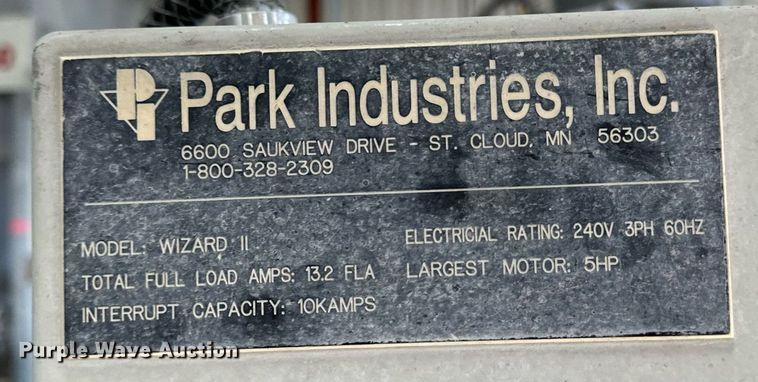 PI Park Industries, Inc.
6600 SAUKVIEW DRIVE - ST. CLOUD, MN 56303
1-800-328-2309
MODEL: WIZARD II
ELECTRICIAL RATING: 240V 3PH 60HZ
TOTAL FULL LOAD AMPS: 13.2 FLA
LARGEST MOTOR: 5HP
INTERRUPT CAPACITY: 10KAMPS
Purple Wave Auction